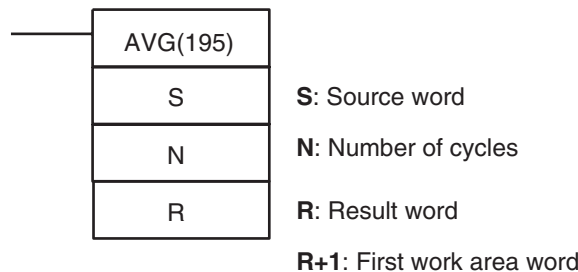 AVG(195)
S S: Source word
N N: Number of cycles
R R: Result word
R+1: First work area word